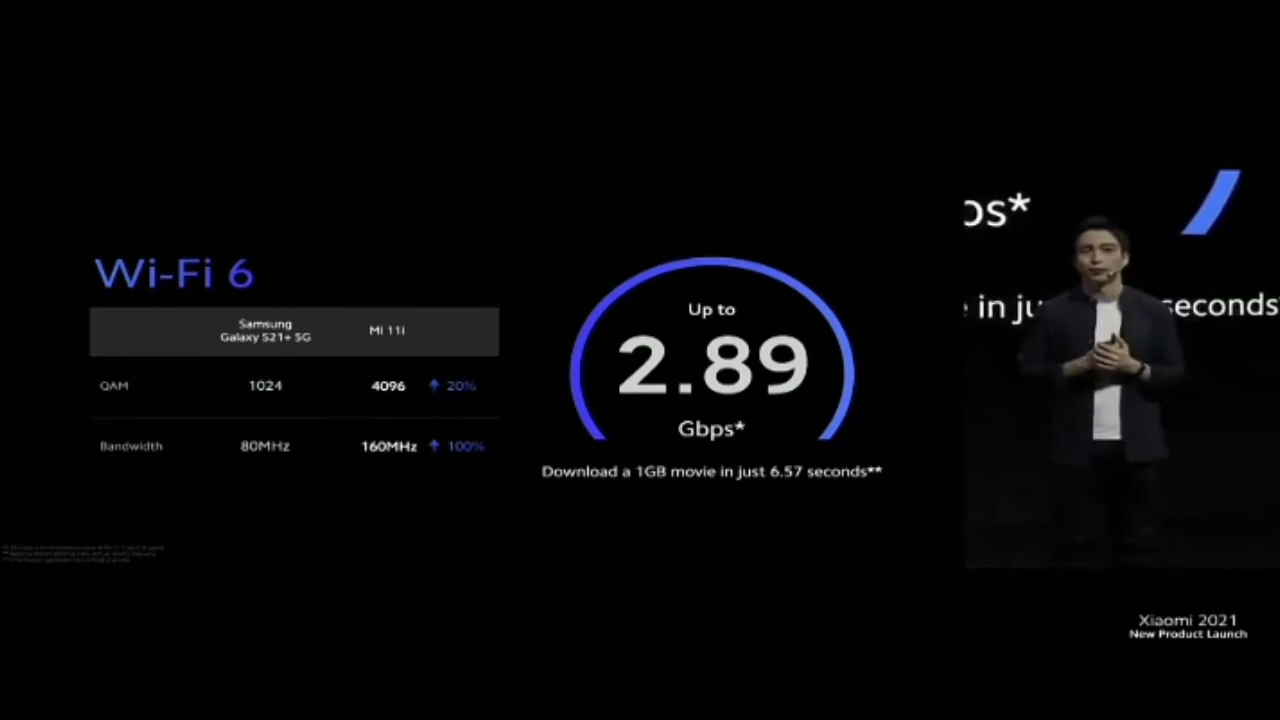 Wi-Fi 6
Samsung
Galaxy S21+ 5G
Mi 11i
QAM
1024
4096
20%
Bandwidth
80MHz
160MHz
100%
Up to
2.89
Gbps*
Download a 1GB movie in just 6.57 seconds**
ps*
in ju
seconds
Xiaomi 2021
New Product Launch